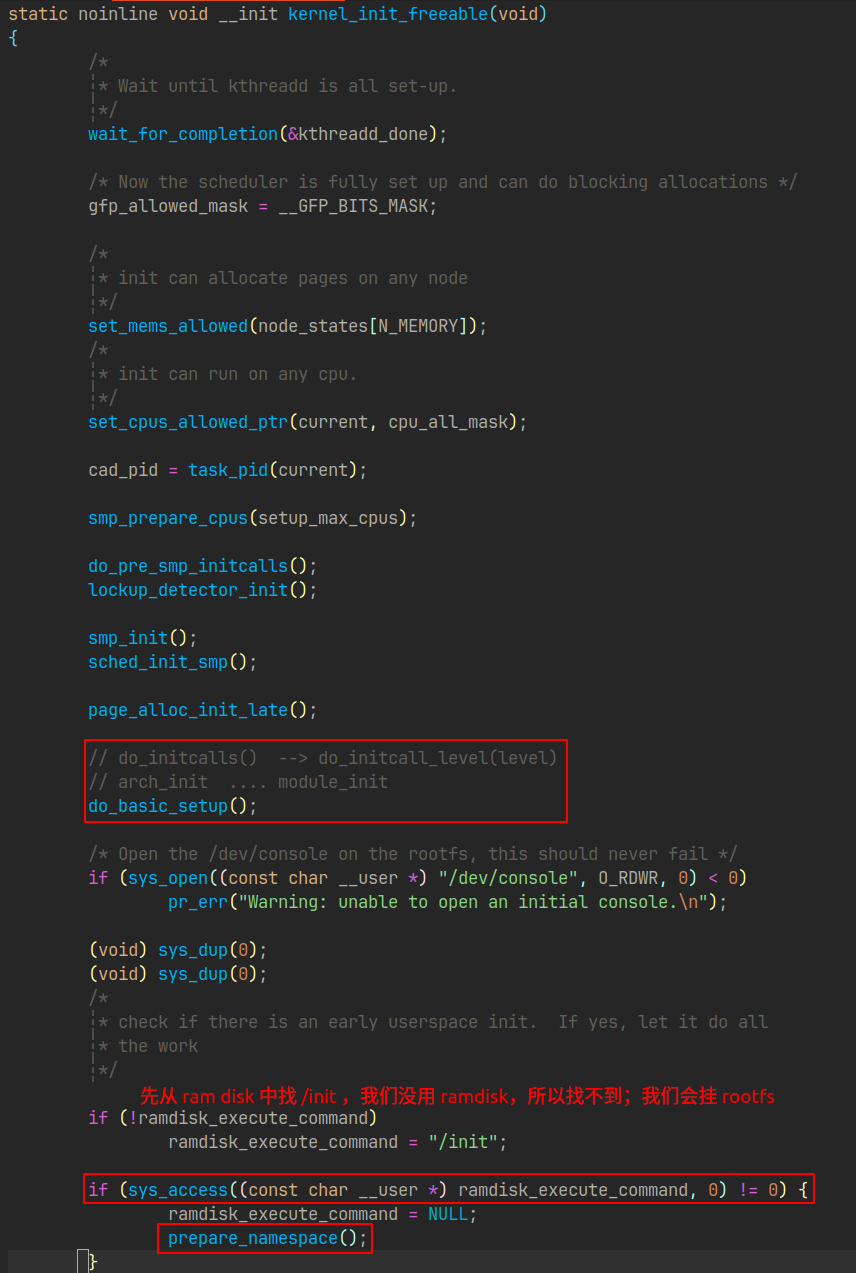 static noinline void __init kernel_init_freeable(void)
{
/*
* Wait until kthreadd is all set-up.
*/
wait_for_completion(&kthreadd_done);
/* Now the scheduler is fully set up and can do blocking allocations */
gfp_allowed_mask = __GFP_BITS_MASK;
/*
* init can allocate pages on any node
*/
set_mems_allowed(node_states[N_MEMORY]);
/*
* init can run on any cpu.
*/
set_cpus_allowed_ptr(current, cpu_all_mask);
cad_pid = task_pid(current);
smp_prepare_cpus(setup_max_cpus);
do_pre_smp_initcalls();
lockup_detector_init();
smp_init();
sched_init_smp();
page_alloc_init_late();
// do_initcalls()  --> do_initcall_level(level)
// arch_init  .... module_init
do_basic_setup();
/* Open the /dev/console on the rootfs, this should never fail */
if (sys_open((const char __user *) "/dev/console", O_RDWR, 0) < 0)
pr_err("Warning: unable to open an initial console.\n");
(void) sys_dup(0);
(void) sys_dup(0);
/*
* check if there is an early userspace init.  If yes, let it do all
* the work
*/
先从 ram disk 中找 /init ，我们没用 ramdisk，所以找不到；我们会挂 rootfs
if (!ramdisk_execute_command)
ramdisk_execute_command = "/init";
if (sys_access((const char __user *) ramdisk_execute_command, 0) != 0) {
ramdisk_execute_command = NULL;
prepare_namespace();
}